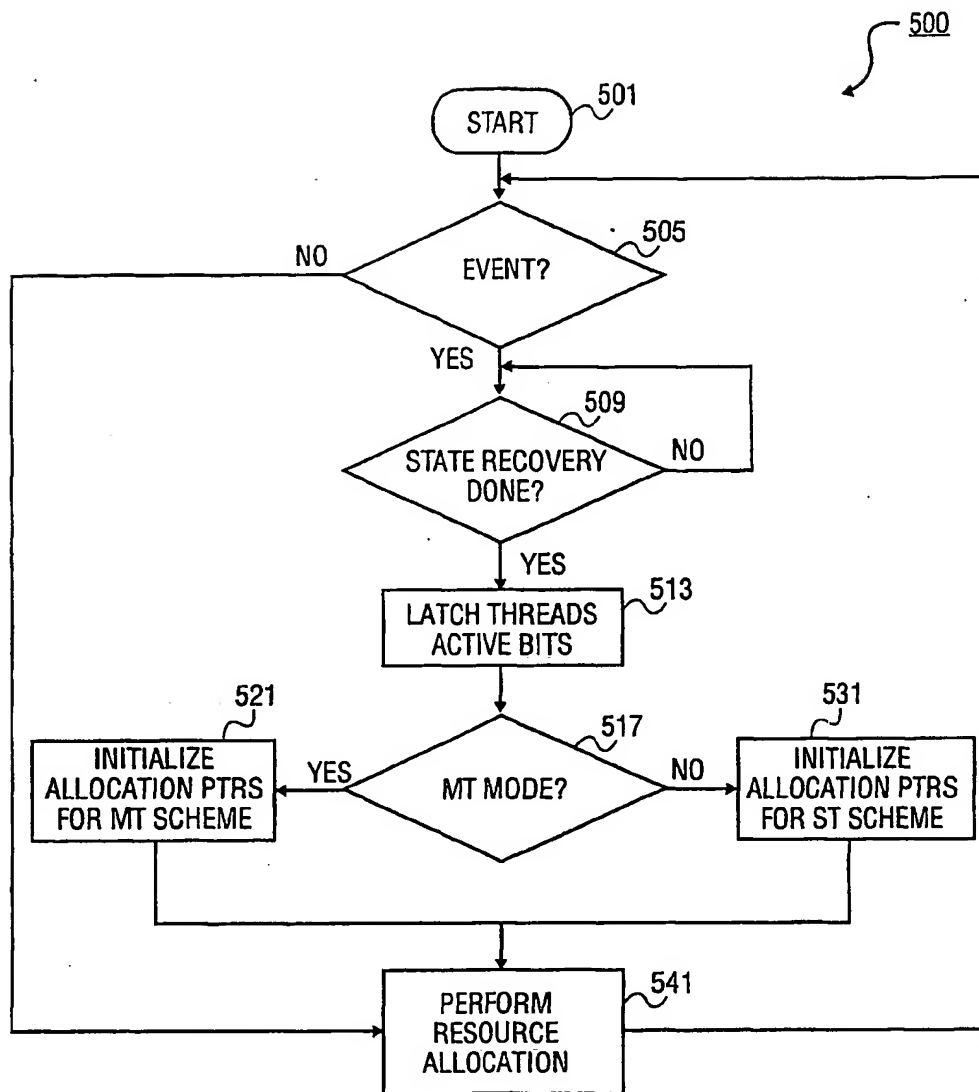 500
START
501
NO
EVENT?
505
YES
509
STATE RECOVERY
DONE?
NO
YES
LATCH THREADS
ACTIVE BITS
513
521
517
531
INITIALIZE
ALLOCATION PTRS
FOR MT SCHEME
YES
MT MODE?
NO
INITIALIZE
ALLOCATION PTRS
FOR ST SCHEME
PERFORM
RESOURCE
ALLOCATION
541